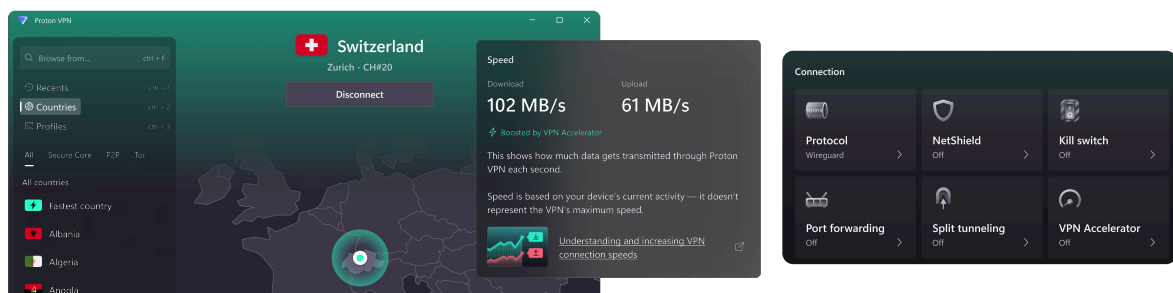 Proton VPN
Browse from...
ctrl + F
Recents
ctrl + 1
Countries
ctrl + 2
Profiles
ctrl + 3
All
Secure Core
P2P
Tor
All countries
Fastest country
Albania
Algeria
Angola
Switzerland
Zurich - CH#20
Disconnect
Speed
Download
Upload
102 MB/s
61 MB/s
Boosted by VPN Accelerator
This shows how much data gets transmitted through Proton
VPN each second.
Speed is based on your device's current activity — it doesn't
represent the VPN's maximum speed.
Understanding and increasing VPN
connection speeds
Connection
Protocol
Wireguard
NetShield
Off
Kill switch
Off
Port forwarding
Off
Split tunneling
Off
VPN Accelerator
Off